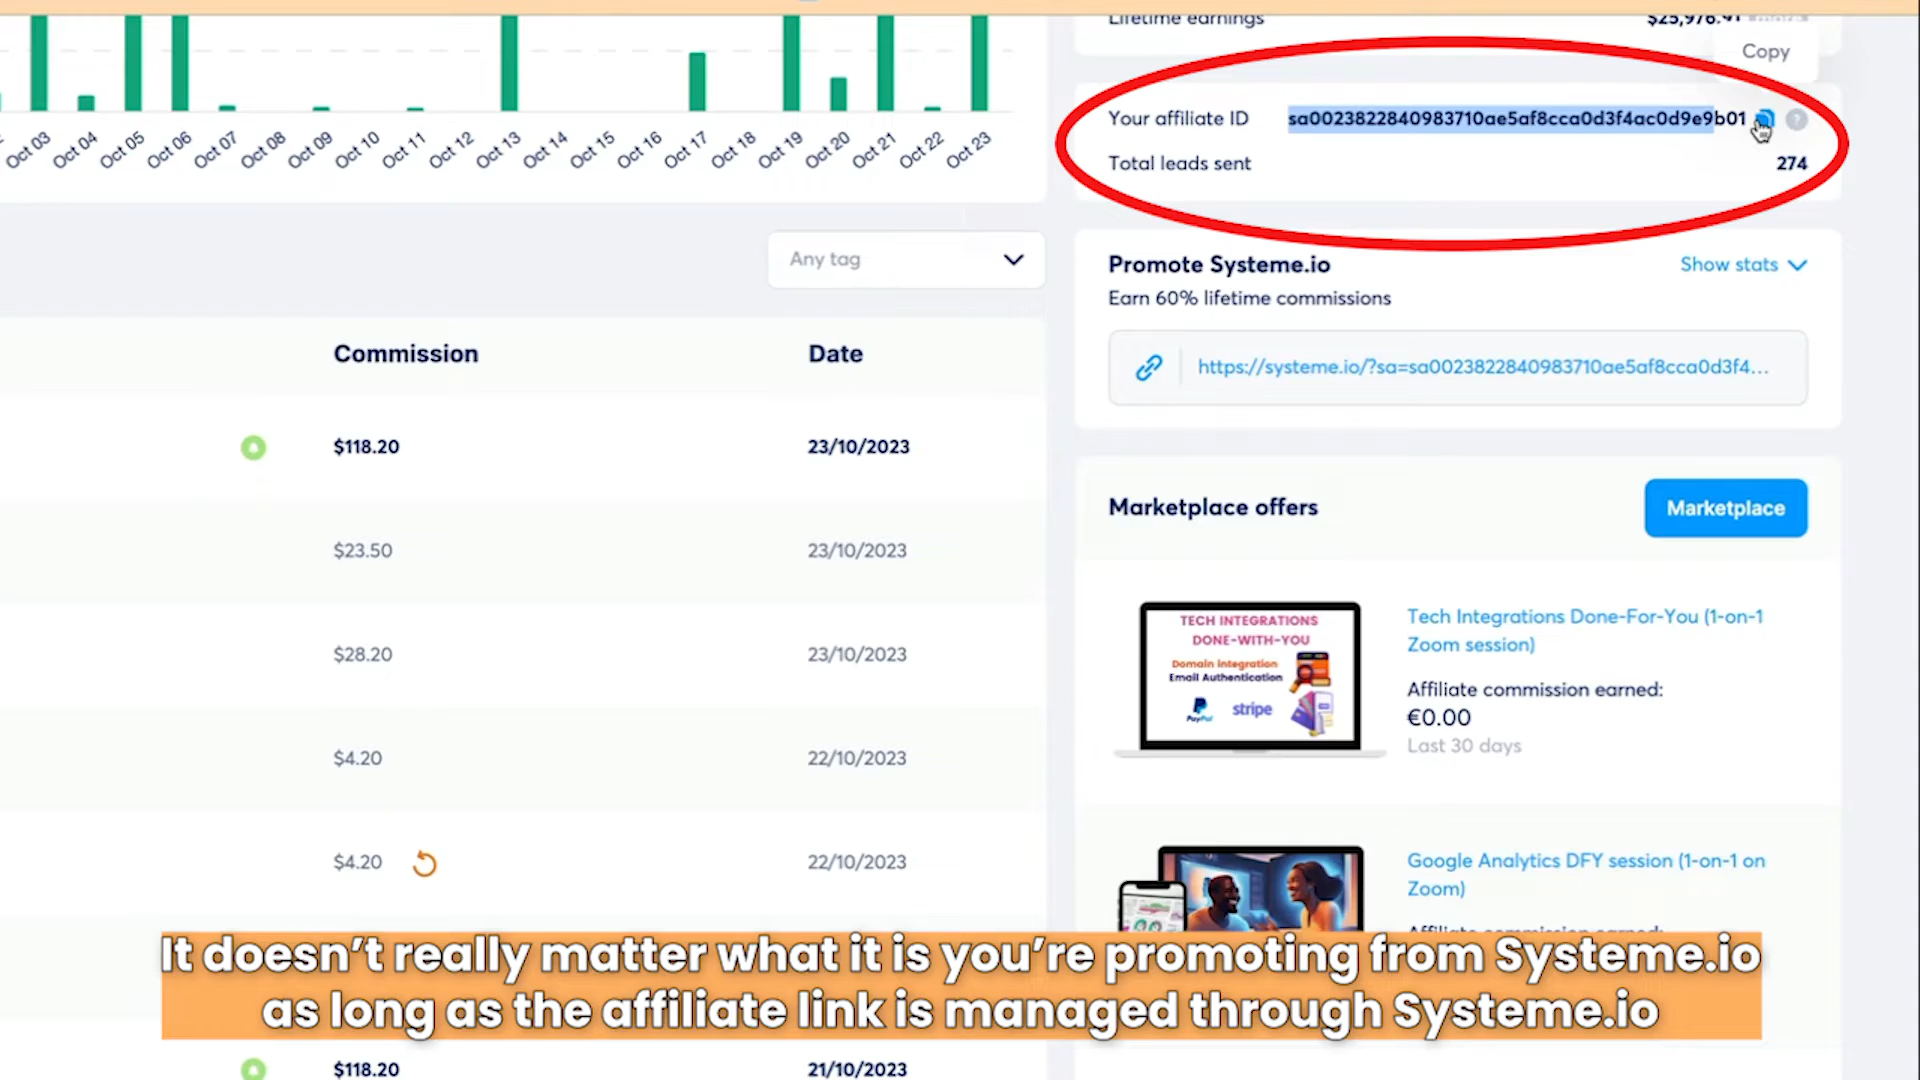 Lifetime earnings
$25,976.91
Copy
Your affiliate ID
sa0023822840983710ae5af8cca0d3f4ac0d9e9b01
?
Total leads sent
274
Oct 03
Oct 04
Oct 05
Oct 06
Oct 07
Oct 08
Oct 09
Oct 10
Oct 11
Oct 12
Oct 13
Oct 14
Oct 15
Oct 16
Oct 17
Oct 18
Oct 19
Oct 20
Oct 21
Oct 22
Oct 23
Any tag
Promote Systeme.io
Show stats
Earn 60% lifetime commissions
https://systeme.io/?sa=sa0023822840983710ae5af8cca0d3f4...
Commission
Date
$118.20
23/10/2023
$23.50
23/10/2023
$28.20
23/10/2023
$4.20
22/10/2023
$4.20
22/10/2023
$118.20
21/10/2023
Marketplace offers
Marketplace
TECH INTEGRATIONS
DONE-WITH-YOU
Domain Integration
Email Authentication
PayPal
stripe
Tech Integrations Done-For-You (1-on-1
Zoom session)
Affiliate commission earned:
€0.00
Last 30 days
Google Analytics DFY session (1-on-1 on
Zoom)
Affiliate commission earned:
It doesn't really matter what it is you're promoting from Systeme.io
as long as the affiliate link is managed through Systeme.io